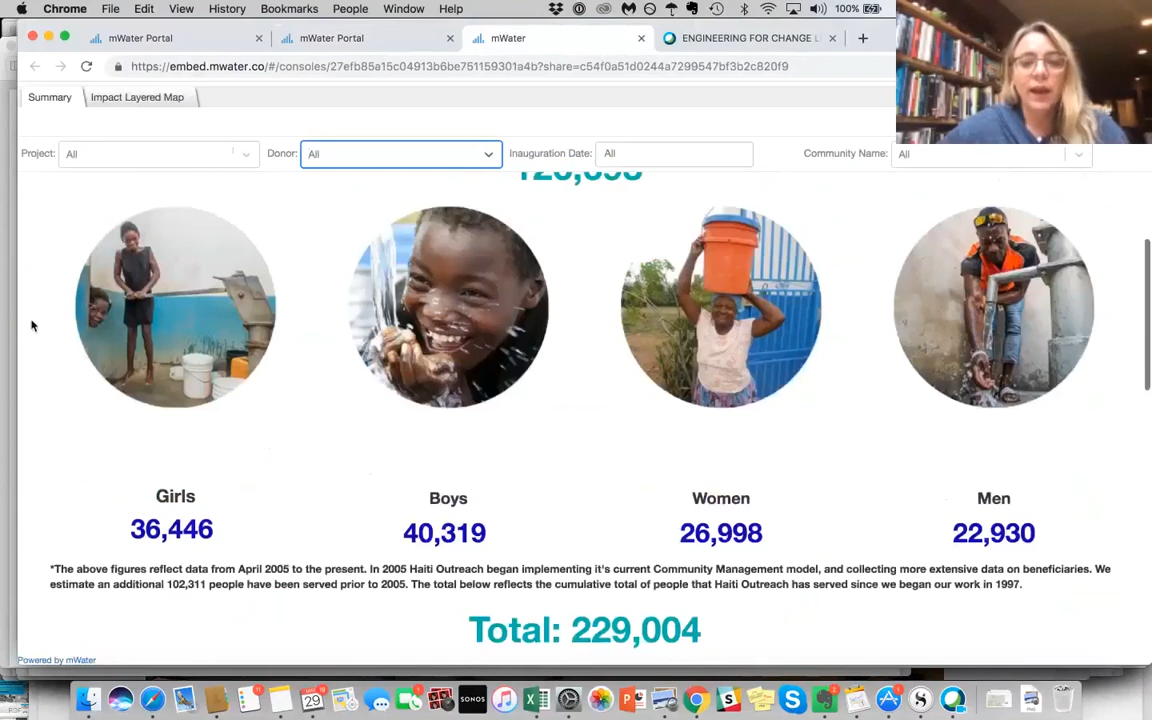 Chrome File Edit View History Bookmarks People Window Help 100%
mWater Portal × mWater Portal × mWater × ENGINEERING FOR CHANGE L × +
https://embed.mwater.co/#/consoles/27efb85a15c04913b6be751159301a4b?share=c54f0a51d0244a7299547bf3b2c820f9
Summary Impact Layered Map
Project: All Donor: All Inauguration Date: All Community Name: All
126,693
Girls Boys Women Men
36,446 40,319 26,998 22,930
*The above figures reflect data from April 2005 to the present. In 2005 Haiti Outreach began implementing it's current Community Management model, and collecting more extensive data on beneficiaries. We
estimate an additional 102,311 people have been served prior to 2005. The total below reflects the cumulative total of people that Haiti Outreach has served since we began our work in 1997.
Total: 229,004
Powered by mWater
SONOS
29